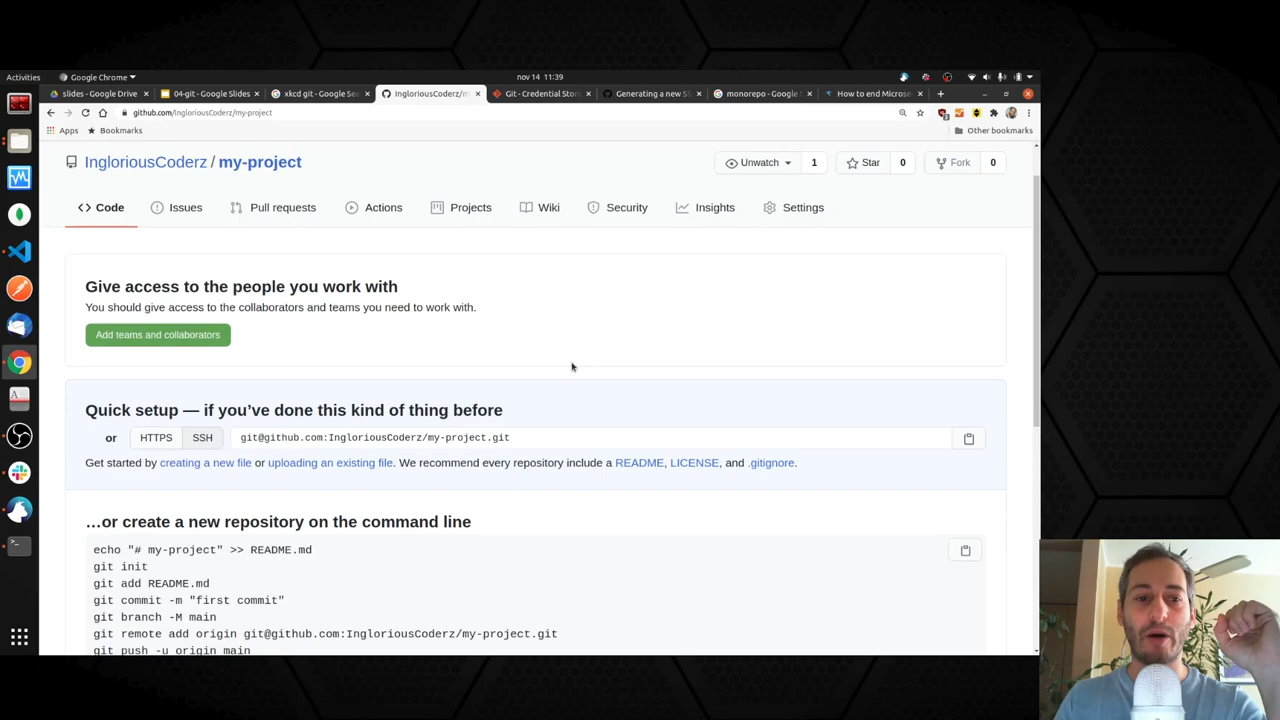 Activities
Google Chrome
nov 14 11:39
slides - Google Drive
04-git - Google Slides
xkcd git - Google Sea
IngloriousCoderz/m
Git - Credential Stora
Generating a new SS
monorepo - Google S
How to end Micros
github.com/IngloriousCoderz/my-project
Apps
Bookmarks
Other bookmarks
IngloriousCoderz / my-project
Unwatch 1
Star 0
Fork 0
Code
Issues
Pull requests
Actions
Projects
Wiki
Security
Insights
Settings
Give access to the people you work with
You should give access to the collaborators and teams you need to work with.
Add teams and collaborators
Quick setup — if you’ve done this kind of thing before
or HTTPS SSH git@github.com:IngloriousCoderz/my-project.git
Get started by creating a new file or uploading an existing file. We recommend every repository include a README, LICENSE, and .gitignore.
…or create a new repository on the command line
echo "# my-project" >> README.md
git init
git add README.md
git commit -m "first commit"
git branch -M main
git remote add origin git@github.com:IngloriousCoderz/my-project.git
git push -u origin main